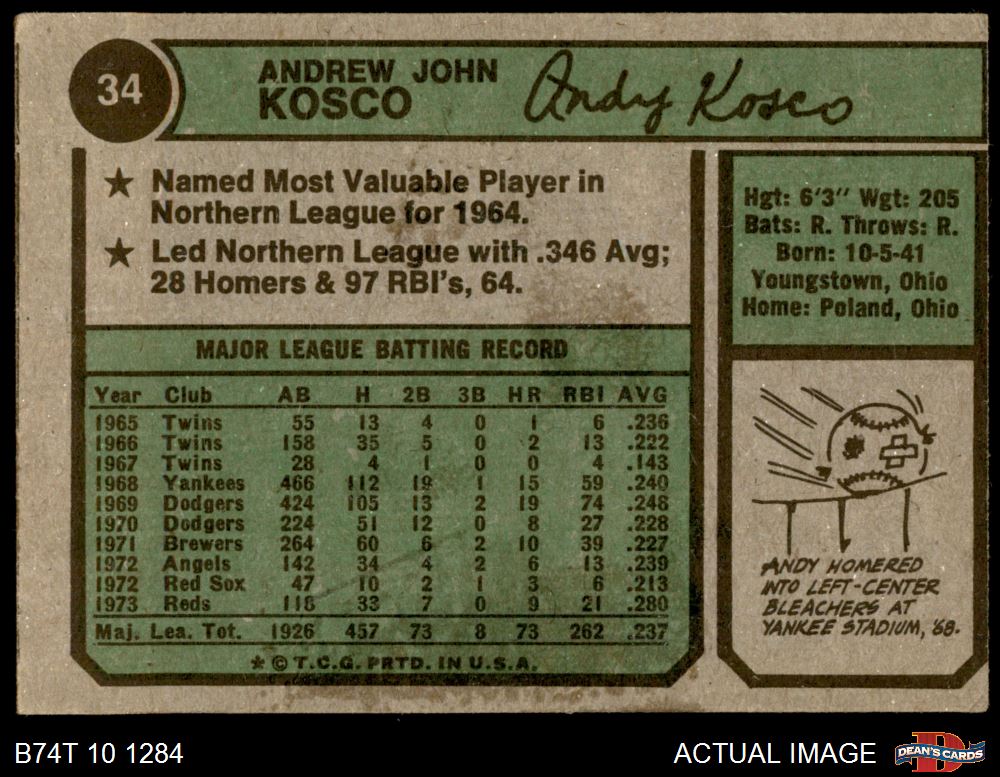 34
ANDREW JOHN
KOSCO
Andy Kosco
★ Named Most Valuable Player in
Northern League for 1964.
★ Led Northern League with .346 Avg;
28 Homers & 97 RBI's, 64.
Hgt: 6'3" Wgt: 205
Bats: R. Throws: R.
Born: 10-5-41
Youngstown, Ohio
Home: Poland, Ohio
MAJOR LEAGUE BATTING RECORD
Year Club AB H 2B 3B HR RBI AVG
1965 Twins 55 13 4 0 1 6 .236
1966 Twins 158 35 5 0 2 13 .222
1967 Twins 28 4 1 0 0 4 .143
1968 Yankees 466 112 19 1 15 59 .240
1969 Dodgers 424 105 13 2 19 74 .248
1970 Dodgers 224 51 12 0 8 27 .228
1971 Brewers 264 60 6 2 10 39 .227
1972 Angels 142 34 4 2 6 13 .239
1972 Red Sox 47 10 2 1 3 6 .213
1973 Reds 118 33 7 0 9 21 .280
Maj. Lea. Tot. 1926 457 73 8 73 262 .237
* © T.C.G. PRTD. IN U.S.A.
ANDY HOMERED
INTO LEFT-CENTER
BLEACHERS AT
YANKEE STADIUM, '68.
B74T 10 1284
ACTUAL IMAGE
DEAN'S CARDS